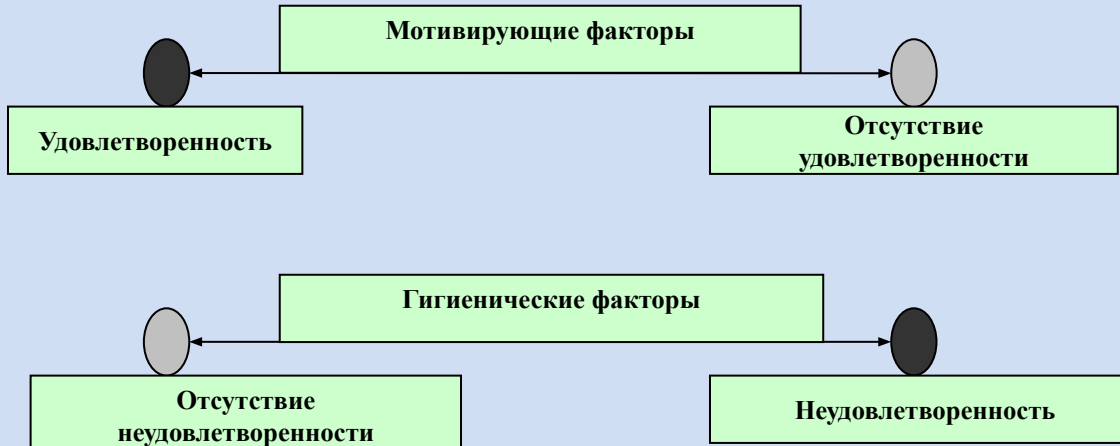 Мотивирующие факторы
Удовлетворенность
Отсутствие
удовлетворенности
Гигиенические факторы
Отсутствие
неудовлетворенности
Неудовлетворенность